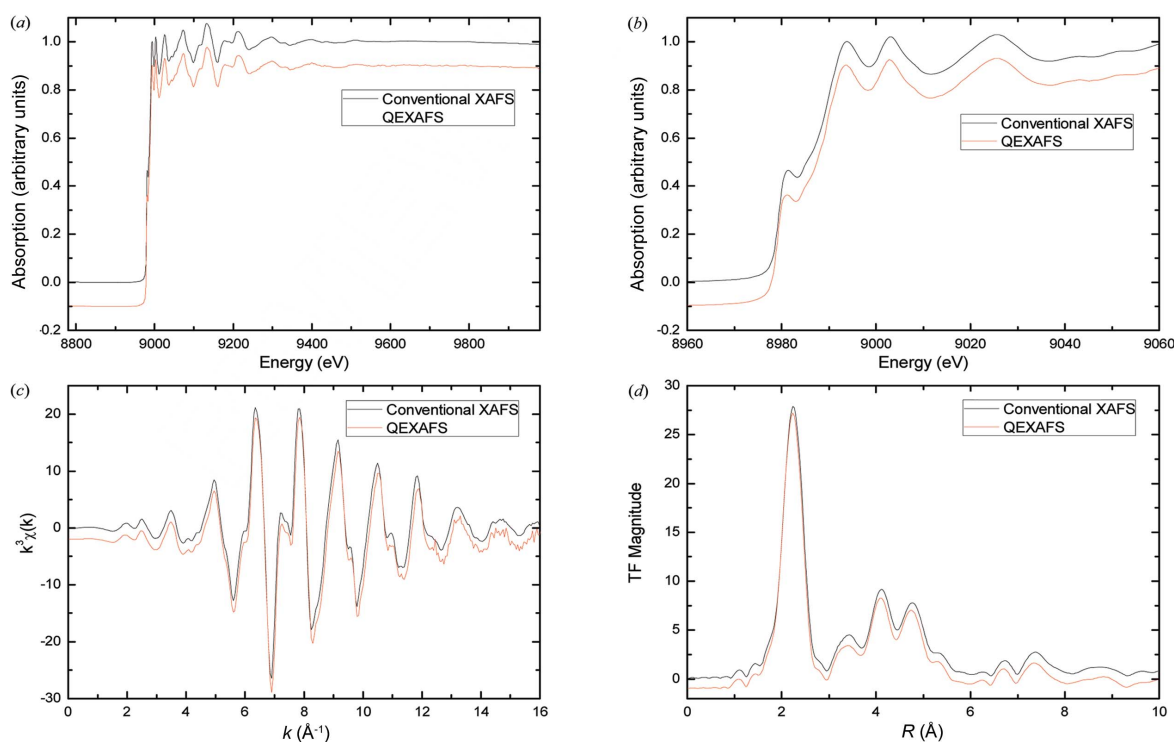 (a)
1.0
0.8
0.6
0.4
0.2
0.0
-0.2
Absorption (arbitrary units)
Conventional XAFS
QEXAFS
8800 9000 9200 9400 9600 9800
Energy (eV)
(b)
1.0
0.8
0.6
0.4
0.2
0.0
-0.2
Absorption (arbitrary units)
Conventional XAFS
QEXAFS
8960 8980 9000 9020 9040 9060
Energy (eV)
(c)
20
10
0
-10
-20
-30
k³χ(k)
Conventional XAFS
QEXAFS
0 2 4 6 8 10 12 14 16
k (Å⁻¹)
(d)
30
25
20
15
10
5
0
TF Magnitude
Conventional XAFS
QEXAFS
0 2 4 6 8 10
R (Å)